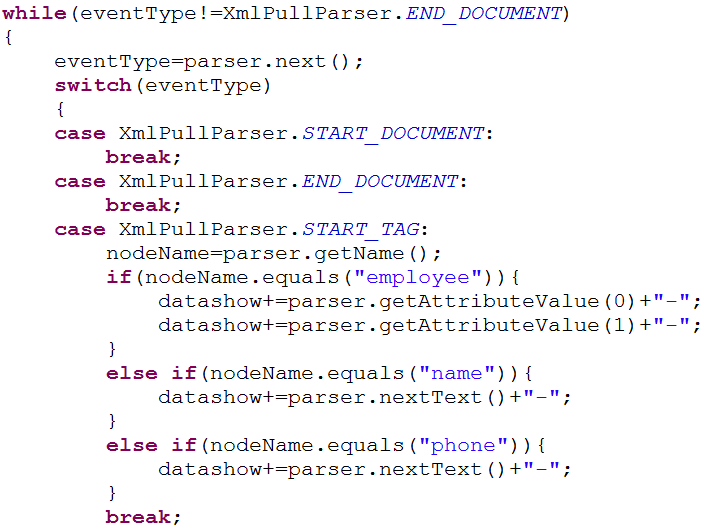 while(eventType!=XmlPullParser.END_DOCUMENT)
{
    eventType=parser.next();
    switch(eventType)
    {
    case XmlPullParser.START_DOCUMENT:
        break;
    case XmlPullParser.END_DOCUMENT:
        break;
    case XmlPullParser.START_TAG:
        nodeName=parser.getName();
        if(nodeName.equals("employee")){
            datashow+=parser.getAttributeValue(0)+"-";
            datashow+=parser.getAttributeValue(1)+"-";
        }
        else if(nodeName.equals("name")){
            datashow+=parser.nextText()+"-";
        }
        else if(nodeName.equals("phone")){
            datashow+=parser.nextText()+"-";
        }
        break;